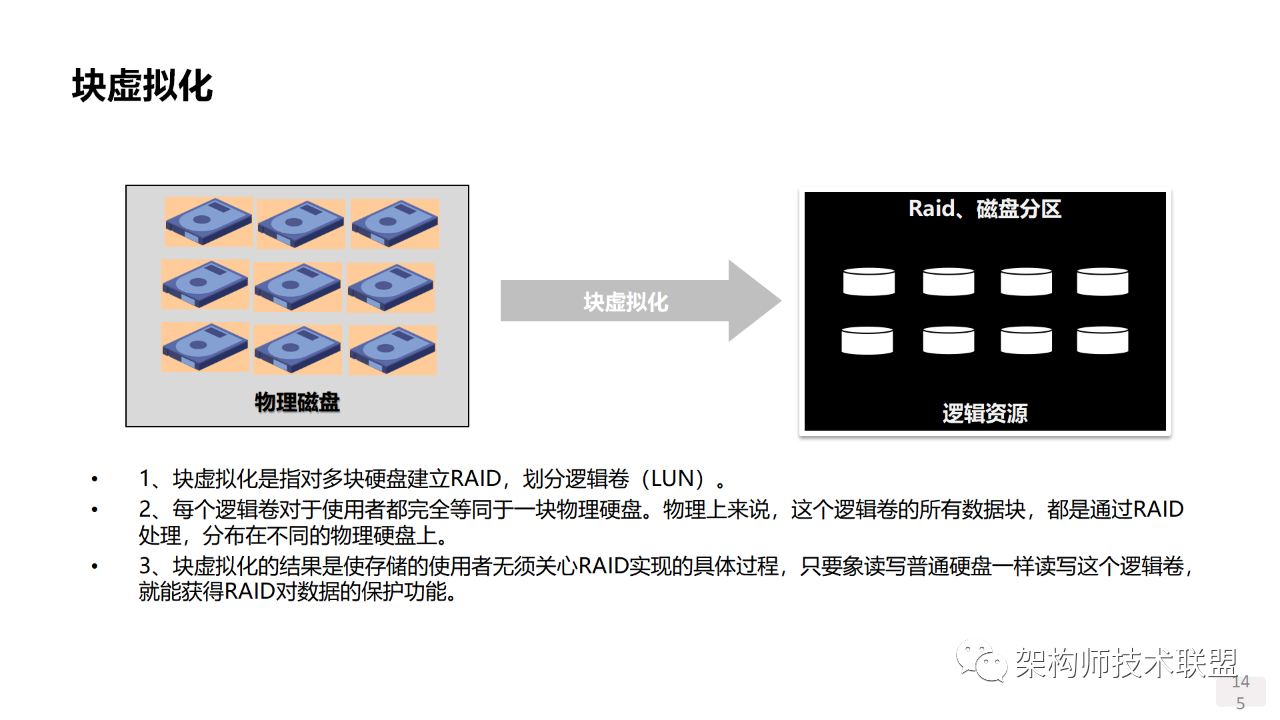 块虚拟化
Raid、磁盘分区
块虚拟化
物理磁盘
逻辑资源
• 1、块虚拟化是指对多块硬盘建立RAID，划分逻辑卷（LUN）。
• 2、每个逻辑卷对于使用者都完全等同于一块物理硬盘。物理上来说，这个逻辑卷的所有数据块，都是通过RAID
处理，分布在不同的物理硬盘上。
• 3、块虚拟化的结果是使存储的使用者无须关心RAID实现的具体过程，只要象读写普通硬盘一样读写这个逻辑卷，
就能获得RAID对数据的保护功能。
架构师技术联盟
14
5